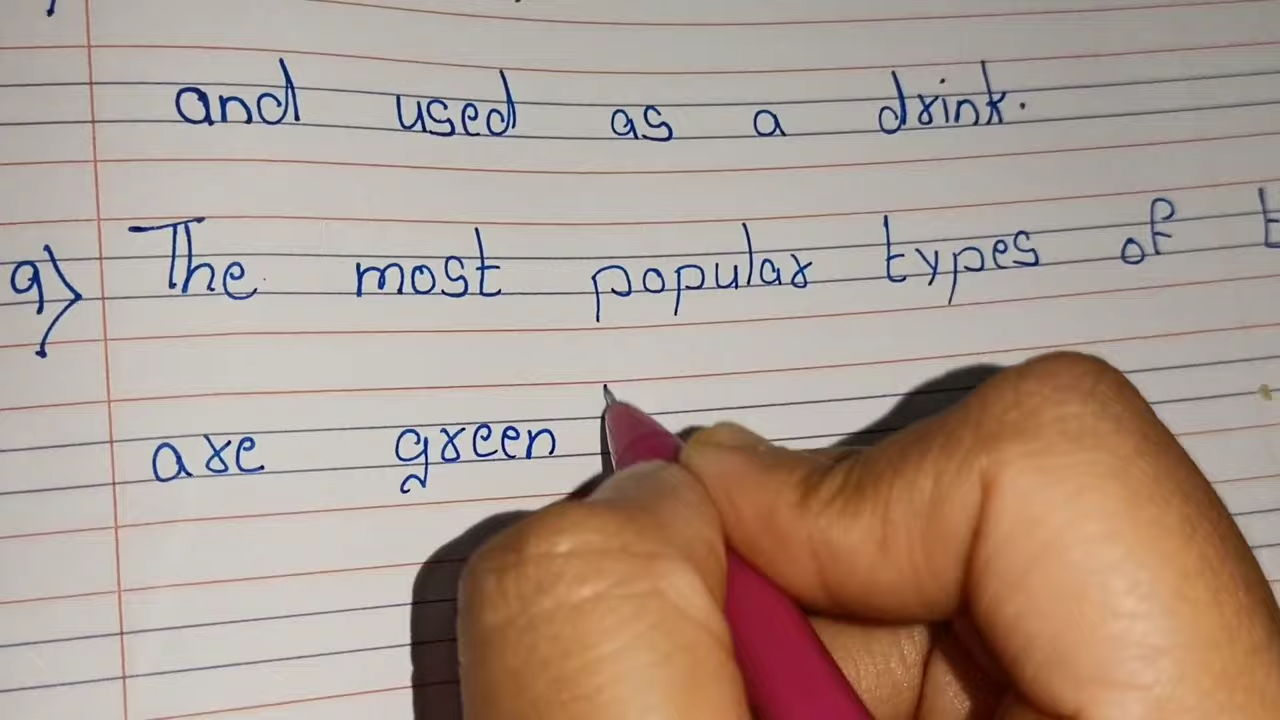 and used as a drink.
9) The most popular types of t
are green